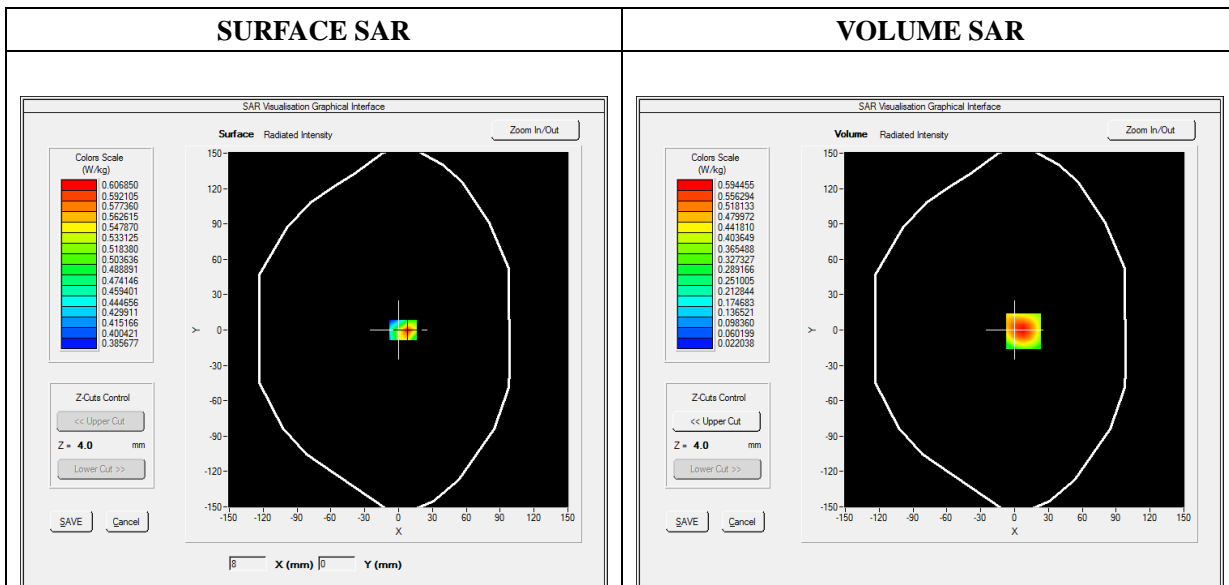 SURFACE SAR
VOLUME SAR
SAR Visualisation Graphical Interface
Surface Radiated Intensity
Zoom In/Out
Colors Scale
(W/kg)
0.606850
0.592105
0.577360
0.562615
0.547870
0.533125
0.518380
0.503636
0.488891
0.474146
0.459401
0.444656
0.429911
0.415166
0.400421
0.385677
Z-Cuts Control
<< Upper Cut
Z = 4.0 mm
Lower Cut >>
SAVE Cancel
150
120
90
60
30
0
-30
-60
-90
-120
-150
Y
-150 -120 -90 -60 -30 0 30 60 90 120 150
X
8 X (mm) 0 Y (mm)
SAR Visualisation Graphical Interface
Volume Radiated Intensity
Zoom In/Out
Colors Scale
(W/kg)
0.594455
0.556294
0.518133
0.479972
0.441810
0.403649
0.365488
0.327327
0.289166
0.251005
0.212844
0.174683
0.136521
0.098360
0.060199
0.022038
Z-Cuts Control
<< Upper Cut
Z = 4.0 mm
Lower Cut >>
SAVE Cancel
150
120
90
60
30
0
-30
-60
-90
-120
-150
Y
-150 -120 -90 -60 -30 0 30 60 90 120 150
X